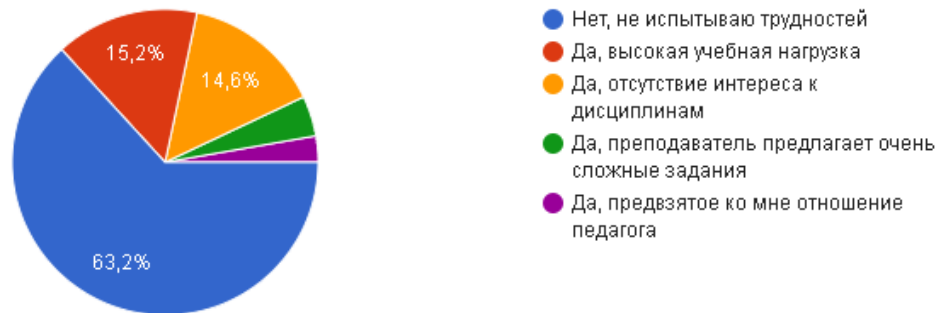 15,2%
14,6%
63,2%
Нет, не испытываю трудностей
Да, высокая учебная нагрузка
Да, отсутствие интереса к
дисциплинам
Да, преподаватель предлагает очень
сложные задания
Да, предвзятое ко мне отношение
педагога